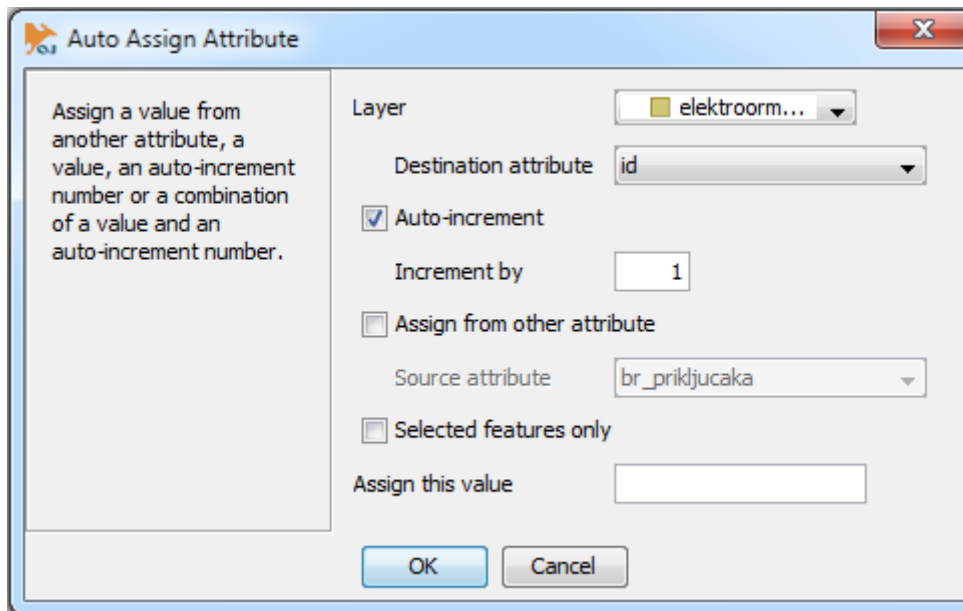 Auto Assign Attribute
Assign a value from
another attribute, a
value, an auto-increment
number or a combination
of a value and an
auto-increment number.
Layer
elektroorm...
Destination attribute
id
Auto-increment
Increment by
1
Assign from other attribute
Source attribute
br_prikljucaka
Selected features only
Assign this value
OK
Cancel